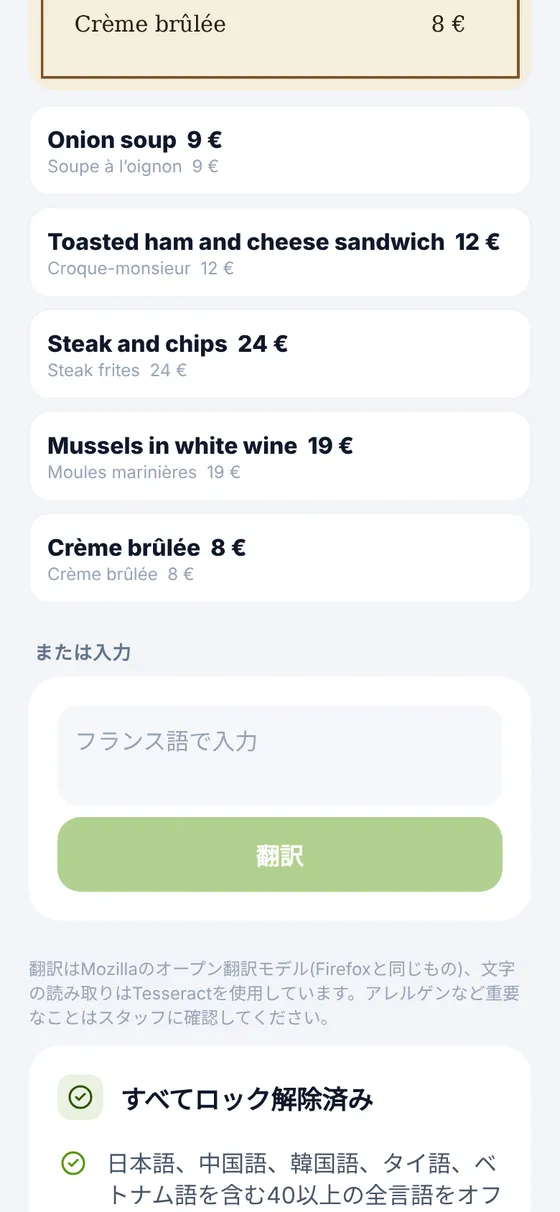 Crème brûlée 8 €
Onion soup 9 €
Soupe à l’oignon 9 €
Toasted ham and cheese sandwich 12 €
Croque-monsieur 12 €
Steak and chips 24 €
Steak frites 24 €
Mussels in white wine 19 €
Moules marinières 19 €
Crème brûlée 8 €
Crème brûlée 8 €
または入力
フランス語で入力
翻訳
翻訳はMozillaのオープン翻訳モデル(Firefoxと同じもの)、文字
の読み取りはTesseractを使用しています。アレルゲンなど重要
なことはスタッフに確認してください。
すべてロック解除済み
日本語、中国語、韓国語、タイ語、ベ
トナム語を含む40以上の全言語をオフ